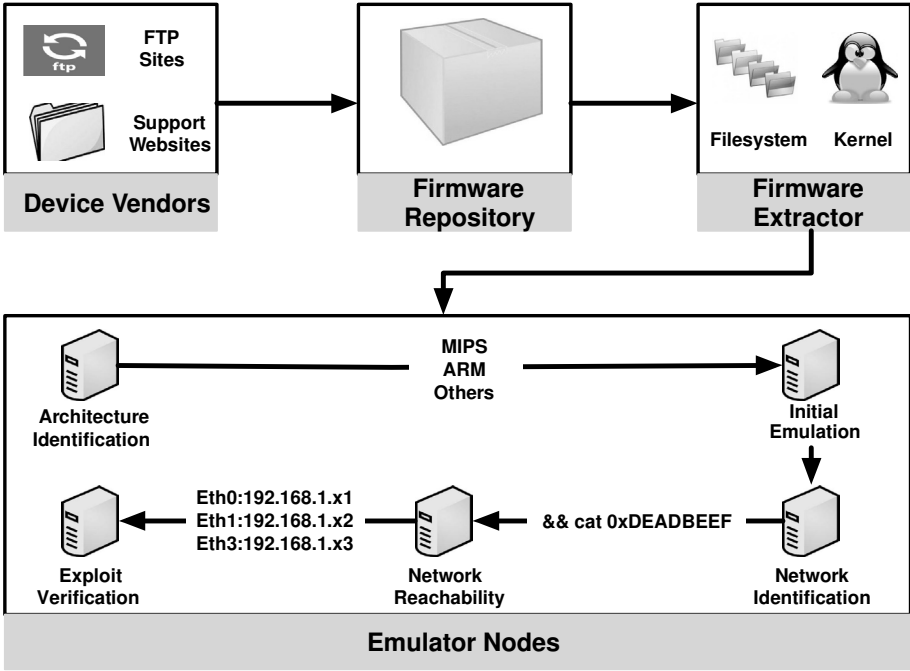 ftp
FTP
Sites
Support
Websites
Device Vendors
Firmware
Repository
Filesystem
Kernel
Firmware
Extractor
Architecture
Identification
MIPS
ARM
Others
Initial
Emulation
Exploit
Verification
Eth0:192.168.1.x1
Eth1:192.168.1.x2
Eth3:192.168.1.x3
Network
Reachability
&& cat 0xDEADBEEF
Network
Identification
Emulator Nodes